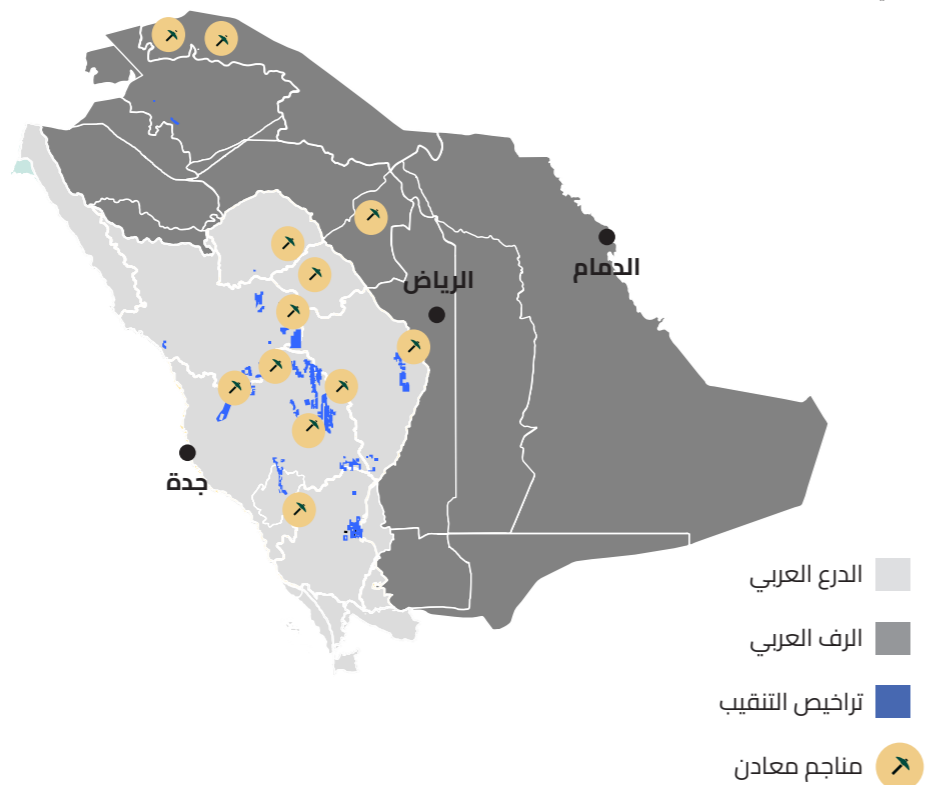 الدمام
الرياض
جدة
الدرع العربي
الرف العربي
تراخيص التنقيب
مناجم معادن